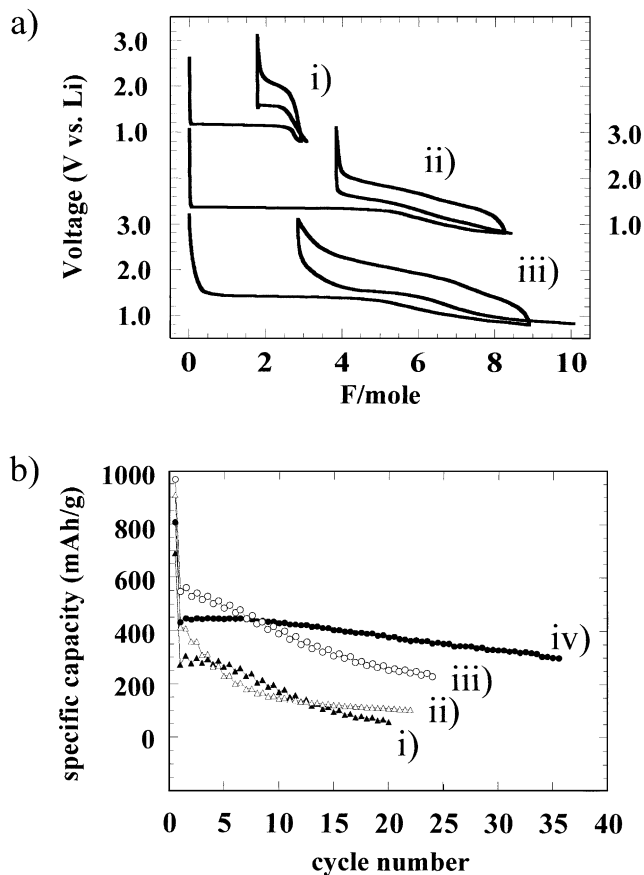 a)
3.0
2.0
1.0
3.0
2.0
1.0
Voltage (V vs. Li)
i)
ii)
iii)
3.0
2.0
1.0
0 2 4 6 8 10
F/mole
b)
1000
800
600
400
200
0
specific capacity (mAh/g)
iv)
iii)
ii)
i)
0 5 10 15 20 25 30 35 40
cycle number